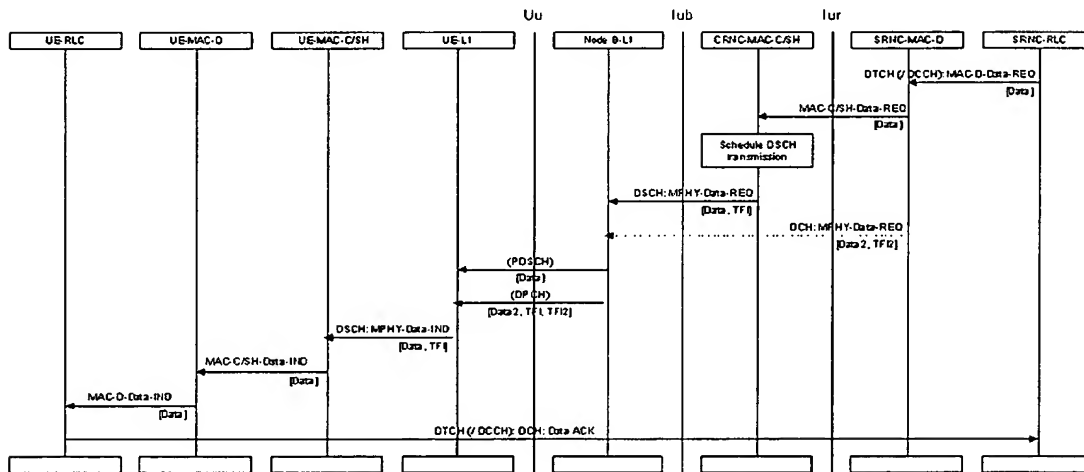 Uu
Iub
Iur
UE-RLC
UE-MAC-D
UE-MAC-C/SH
UE-L1
Node B-L1
CRNC-MAC-C/SH
SRNC-MAC-D
SRNC-RLC
DTCH (/ DCCH): MAC-D-Data-REQ
[Data]
MAC-C/SH-Data-REQ
[Data]
Schedule DSCH
transmission
DSCH: MPHY-Data-REQ
[Data, TFI]
DCH: MPHY-Data-REQ
[Data2, TFI2]
(PDSCH)
[Data]
(DPCH)
[Data2, TFI, TFI2]
DSCH: MPHY-Data-IND
[Data, TFI]
MAC-C/SH-Data-IND
[Data]
MAC-D-Data-IND
[Data]
DTCH (/ DCCH): DCH: Data ACK